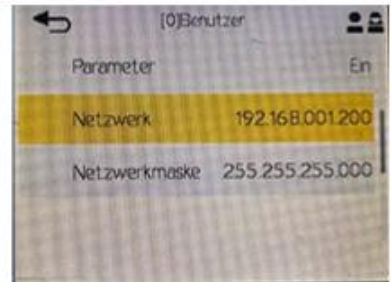 [0]Benutzer
Parameter Ein
Netzwerk 192.168.001.200
Netzwerkmaske 255.255.255.000